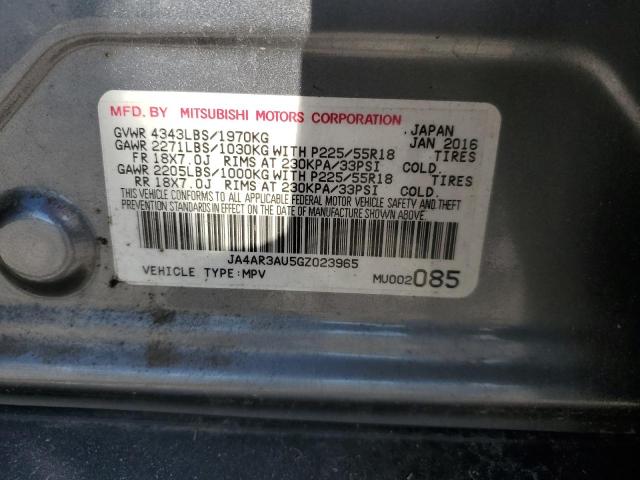 MFD. BY MITSUBISHI MOTORS CORPORATION
GVWR 4343LBS/1970KG JAPAN
GAWR 2271LBS/1030KG WITH P225/55R18 JAN 2016
FR 18X7.0J RIMS AT 230KPA/33PSI TIRES COLD.
GAWR 2205LBS/1000KG WITH P225/55R18 TIRES
RR 18X7.0J RIMS AT 230KPA/33PSI COLD.
THIS VEHICLE CONFORMS TO ALL APPLICABLE FEDERAL MOTOR VEHICLE SAFETY AND THEFT
PREVENTION STANDARDS IN EFFECT ON THE DATE OF MANUFACTURE SHOWN ABOVE.
JA4AR3AU5GZ023965
VEHICLE TYPE:MPV MU002085